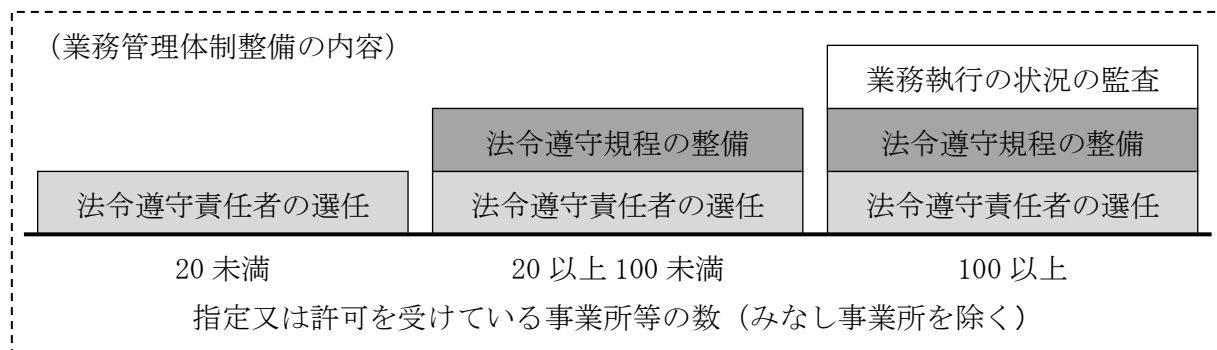 （業務管理体制整備の内容）
業務執行の状況の監査
法令遵守規程の整備
法令遵守規程の整備
法令遵守責任者の選任
法令遵守責任者の選任
法令遵守責任者の選任
20 未満
20 以上 100 未満
100 以上
指定又は許可を受けている事業所等の数（みなし事業所を除く）